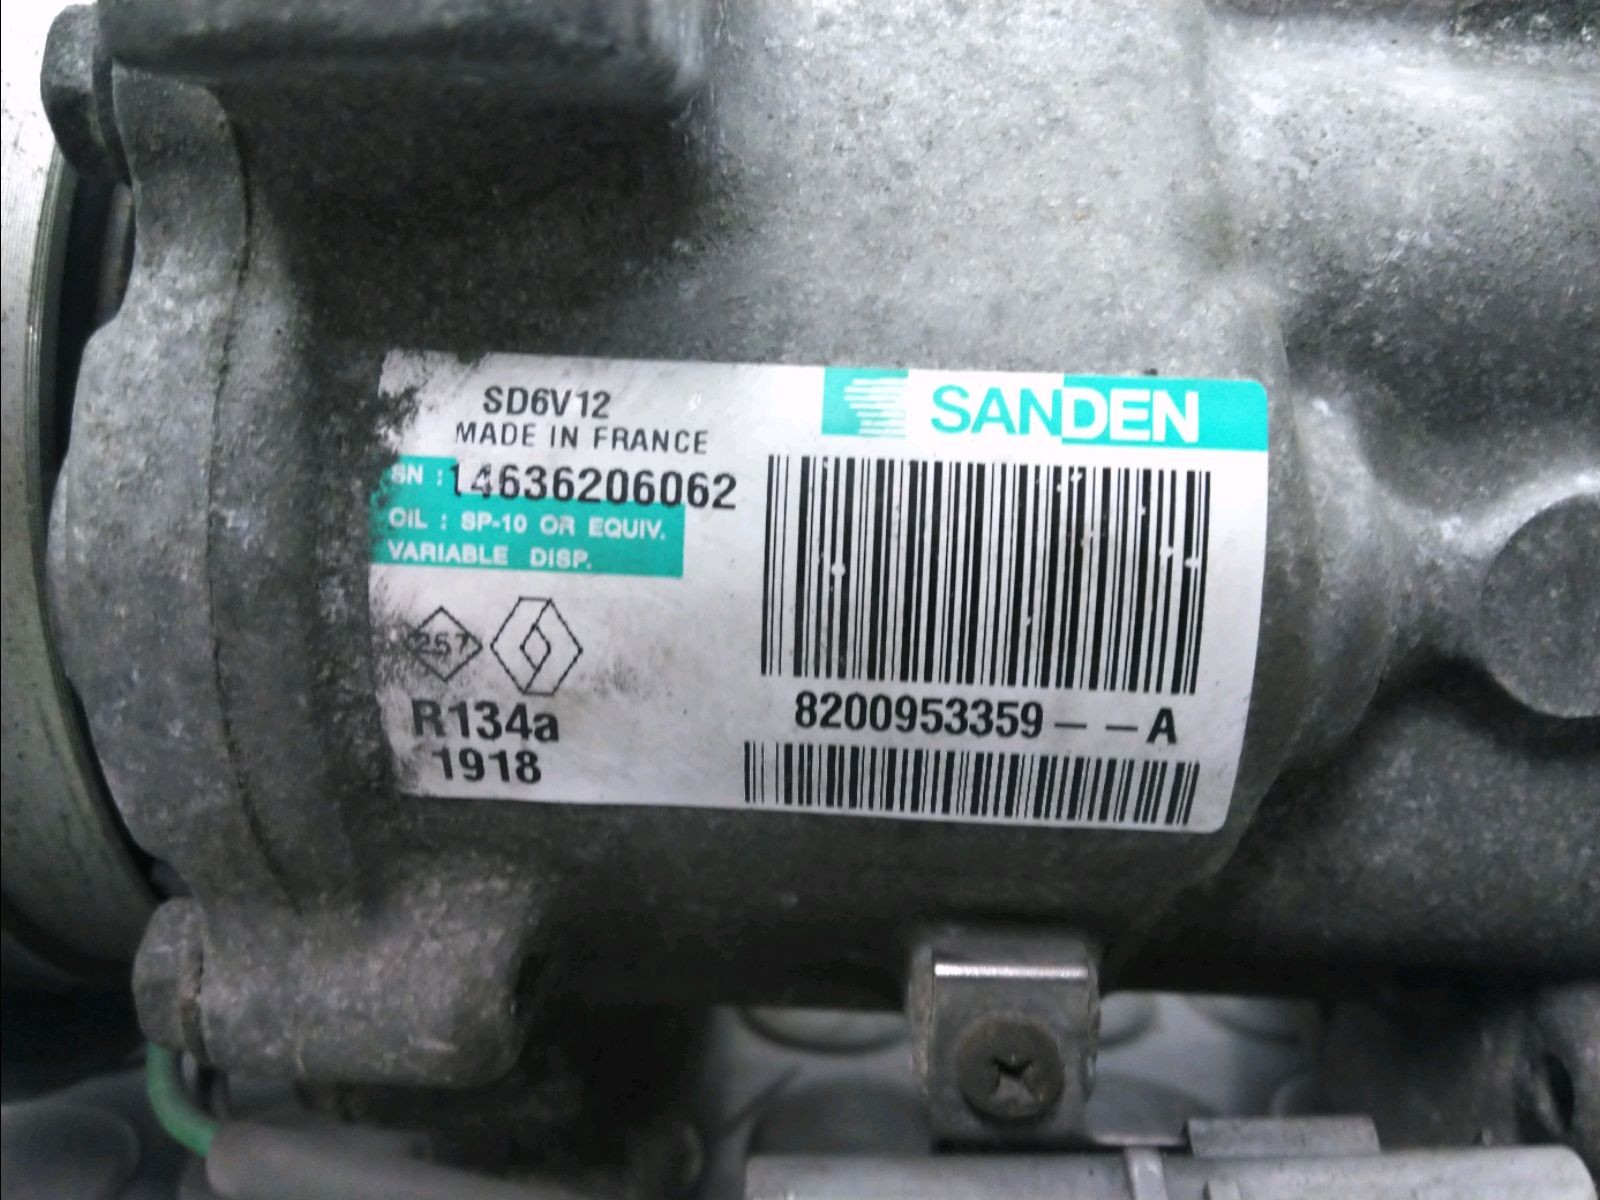 SD6V12
MADE IN FRANCE
SANDEN
SN : 14636206062
OIL : SP-10 OR EQUIV.
VARIABLE DISP.
257
R134a
1918
8200953359 – – A